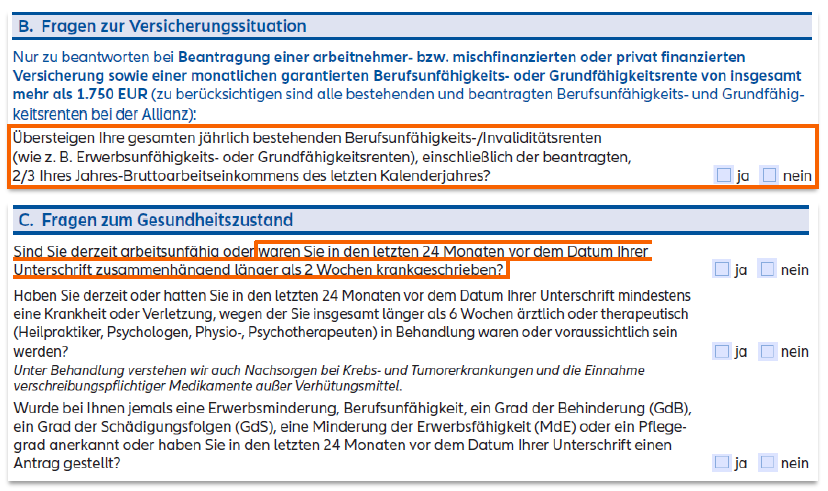 B. Fragen zur Versicherungssituation
Nur zu beantworten bei Beantragung einer arbeitnehmer- bzw. mischfinanzierten oder privat finanzierten
Versicherung sowie einer monatlichen garantierten Berufsunfähigkeits- oder Grundfähigkeitsrente von insgesamt
mehr als 1.750 EUR (zu berücksichtigen sind alle bestehenden und beantragten Berufsunfähigkeits- und Grundfähig-
keitsrenten bei der Allianz):
Übersteigen Ihre gesamten jährlich bestehenden Berufsunfähigkeits-/Invaliditätsrenten
(wie z. B. Erwerbsunfähigkeits- oder Grundfähigkeitsrenten), einschließlich der beantragten,
2/3 Ihres Jahres-Bruttoarbeitseinkommens des letzten Kalenderjahres? ja nein
C. Fragen zum Gesundheitszustand
Sind Sie derzeit arbeitsunfähig oder waren Sie in den letzten 24 Monaten vor dem Datum Ihrer
Unterschrift zusammenhängend länger als 2 Wochen krankgeschrieben? ja nein
Haben Sie derzeit oder hatten Sie in den letzten 24 Monaten vor dem Datum Ihrer Unterschrift mindestens
eine Krankheit oder Verletzung, wegen der Sie insgesamt länger als 6 Wochen ärztlich oder therapeutisch
(Heilpraktiker, Psychologen, Physio-, Psychotherapeuten) in Behandlung waren oder voraussichtlich sein
werden? ja nein
Unter Behandlung verstehen wir auch Nachsorgen bei Krebs- und Tumorerkrankungen und die Einnahme
verschreibungspflichtiger Medikamente außer Verhütungsmittel.
Wurde bei Ihnen jemals eine Erwerbsminderung, Berufsunfähigkeit, ein Grad der Behinderung (GdB),
ein Grad der Schädigungsfolgen (GdS), eine Minderung der Erwerbsfähigkeit (MdE) oder ein Pflege-
grad anerkannt oder haben Sie in den letzten 24 Monaten vor dem Datum Ihrer Unterschrift einen
Antrag gestellt? ja nein